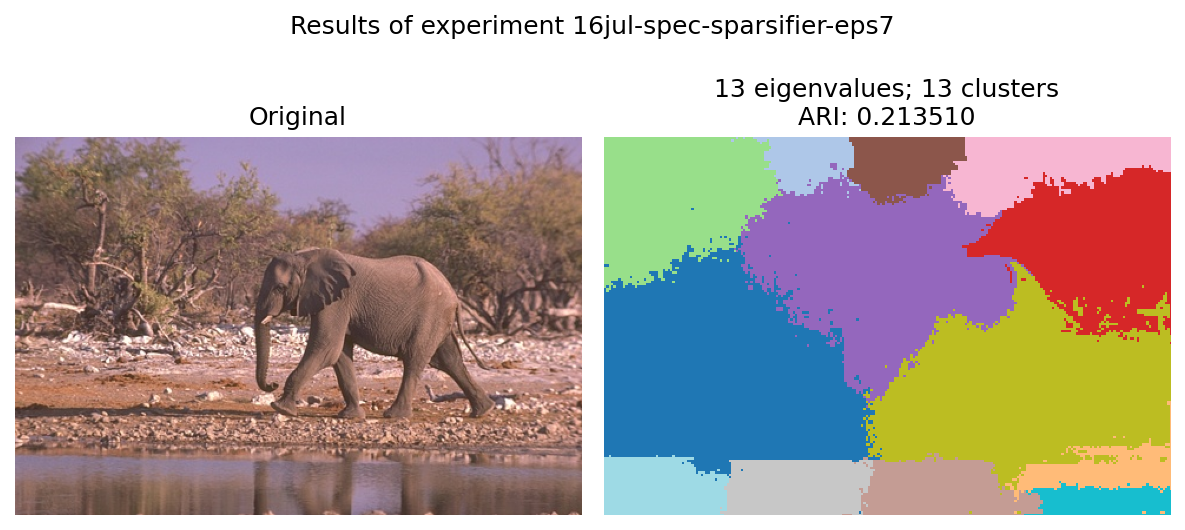 Results of experiment 16jul-spec-sparsifier-eps7
Original
13 eigenvalues; 13 clusters
ARI: 0.213510